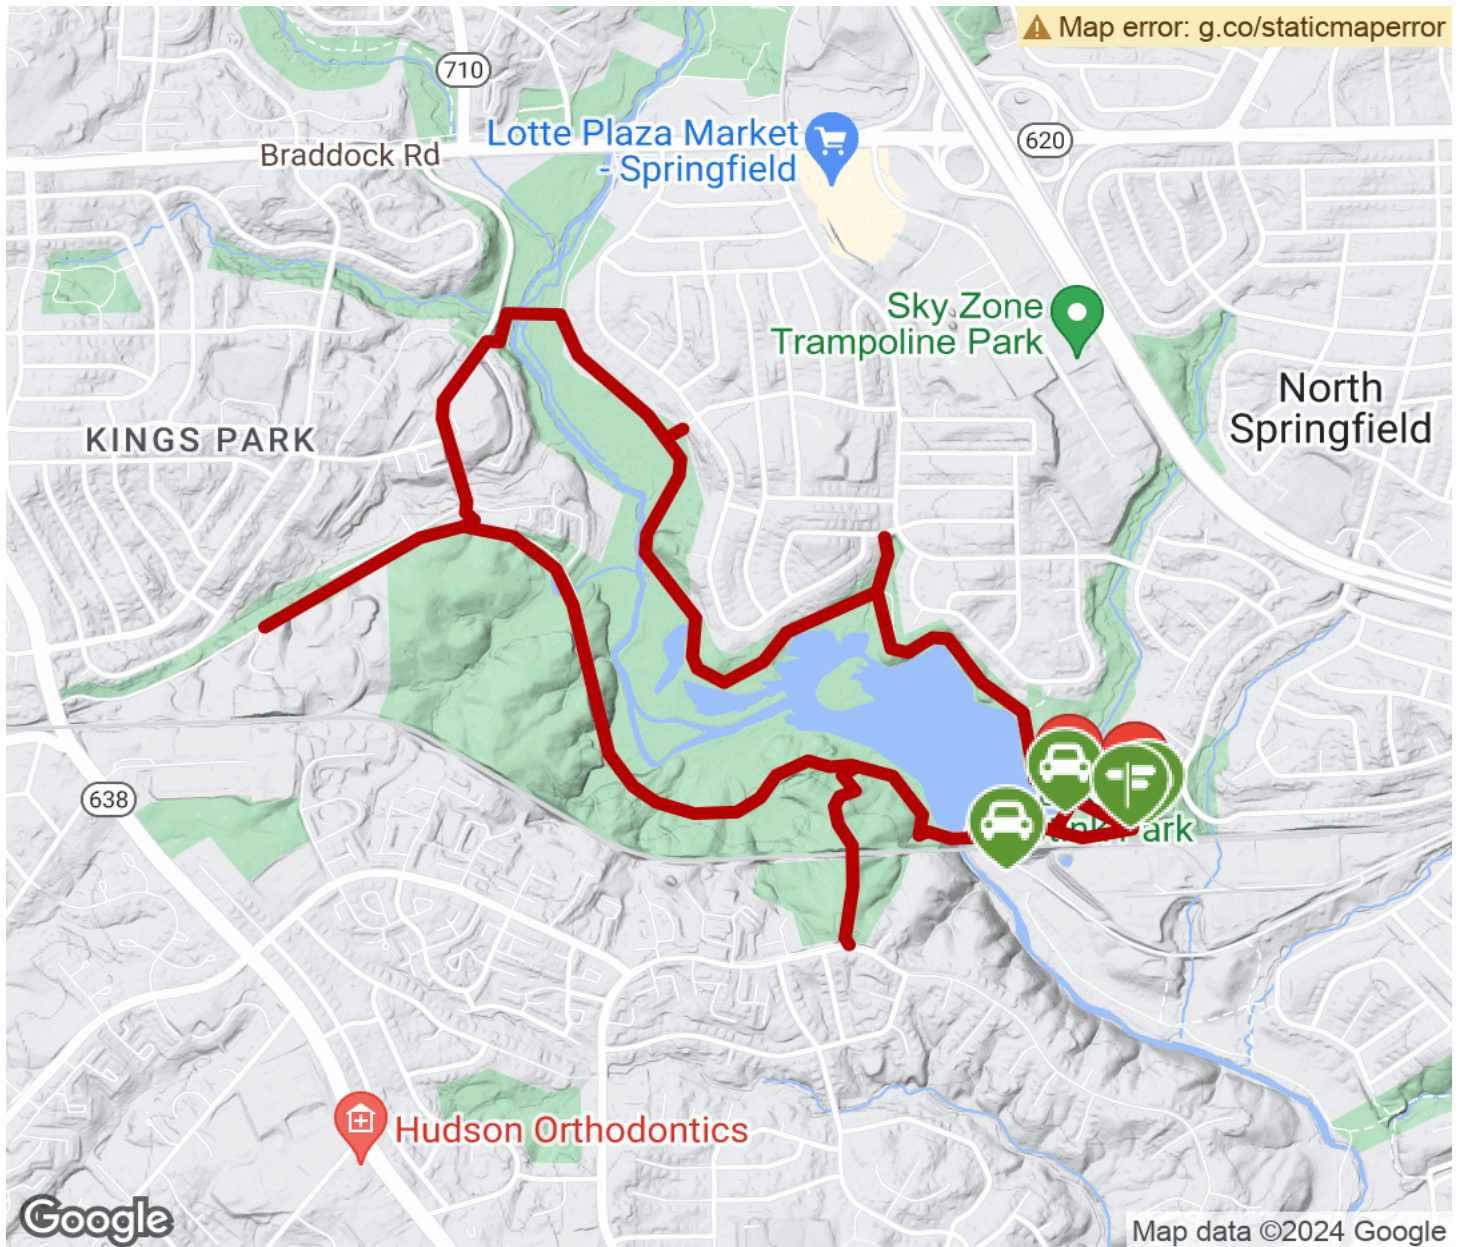 Map error: g.co/staticmaperror
710
Lotte Plaza Market
- Springfield
620
Braddock Rd
Sky Zone
Trampoline Park
North
Springfield
KINGS PARK
638
Park
Hudson Orthodontics
Google
Map data ©2024 Google